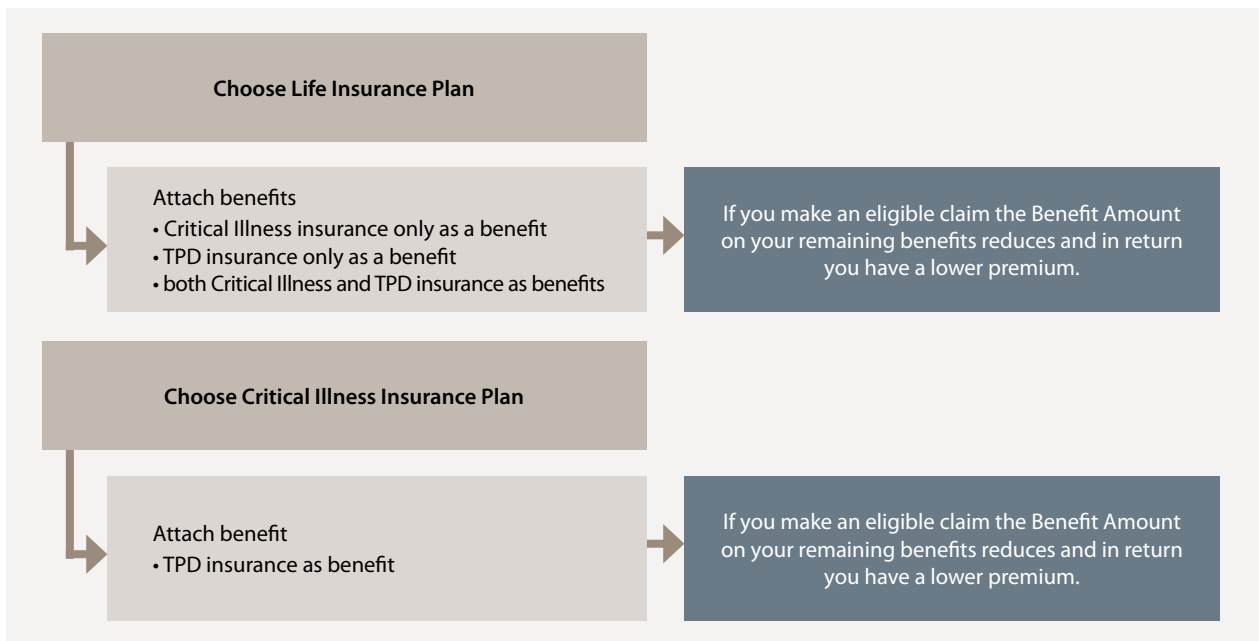 Choose Life Insurance Plan
Attach benefits
• Critical Illness insurance only as a benefit
• TPD insurance only as a benefit
• both Critical Illness and TPD insurance as benefits
If you make an eligible claim the Benefit Amount
on your remaining benefits reduces and in return
you have a lower premium.
Choose Critical Illness Insurance Plan
Attach benefit
• TPD insurance as benefit
If you make an eligible claim the Benefit Amount
on your remaining benefits reduces and in return
you have a lower premium.